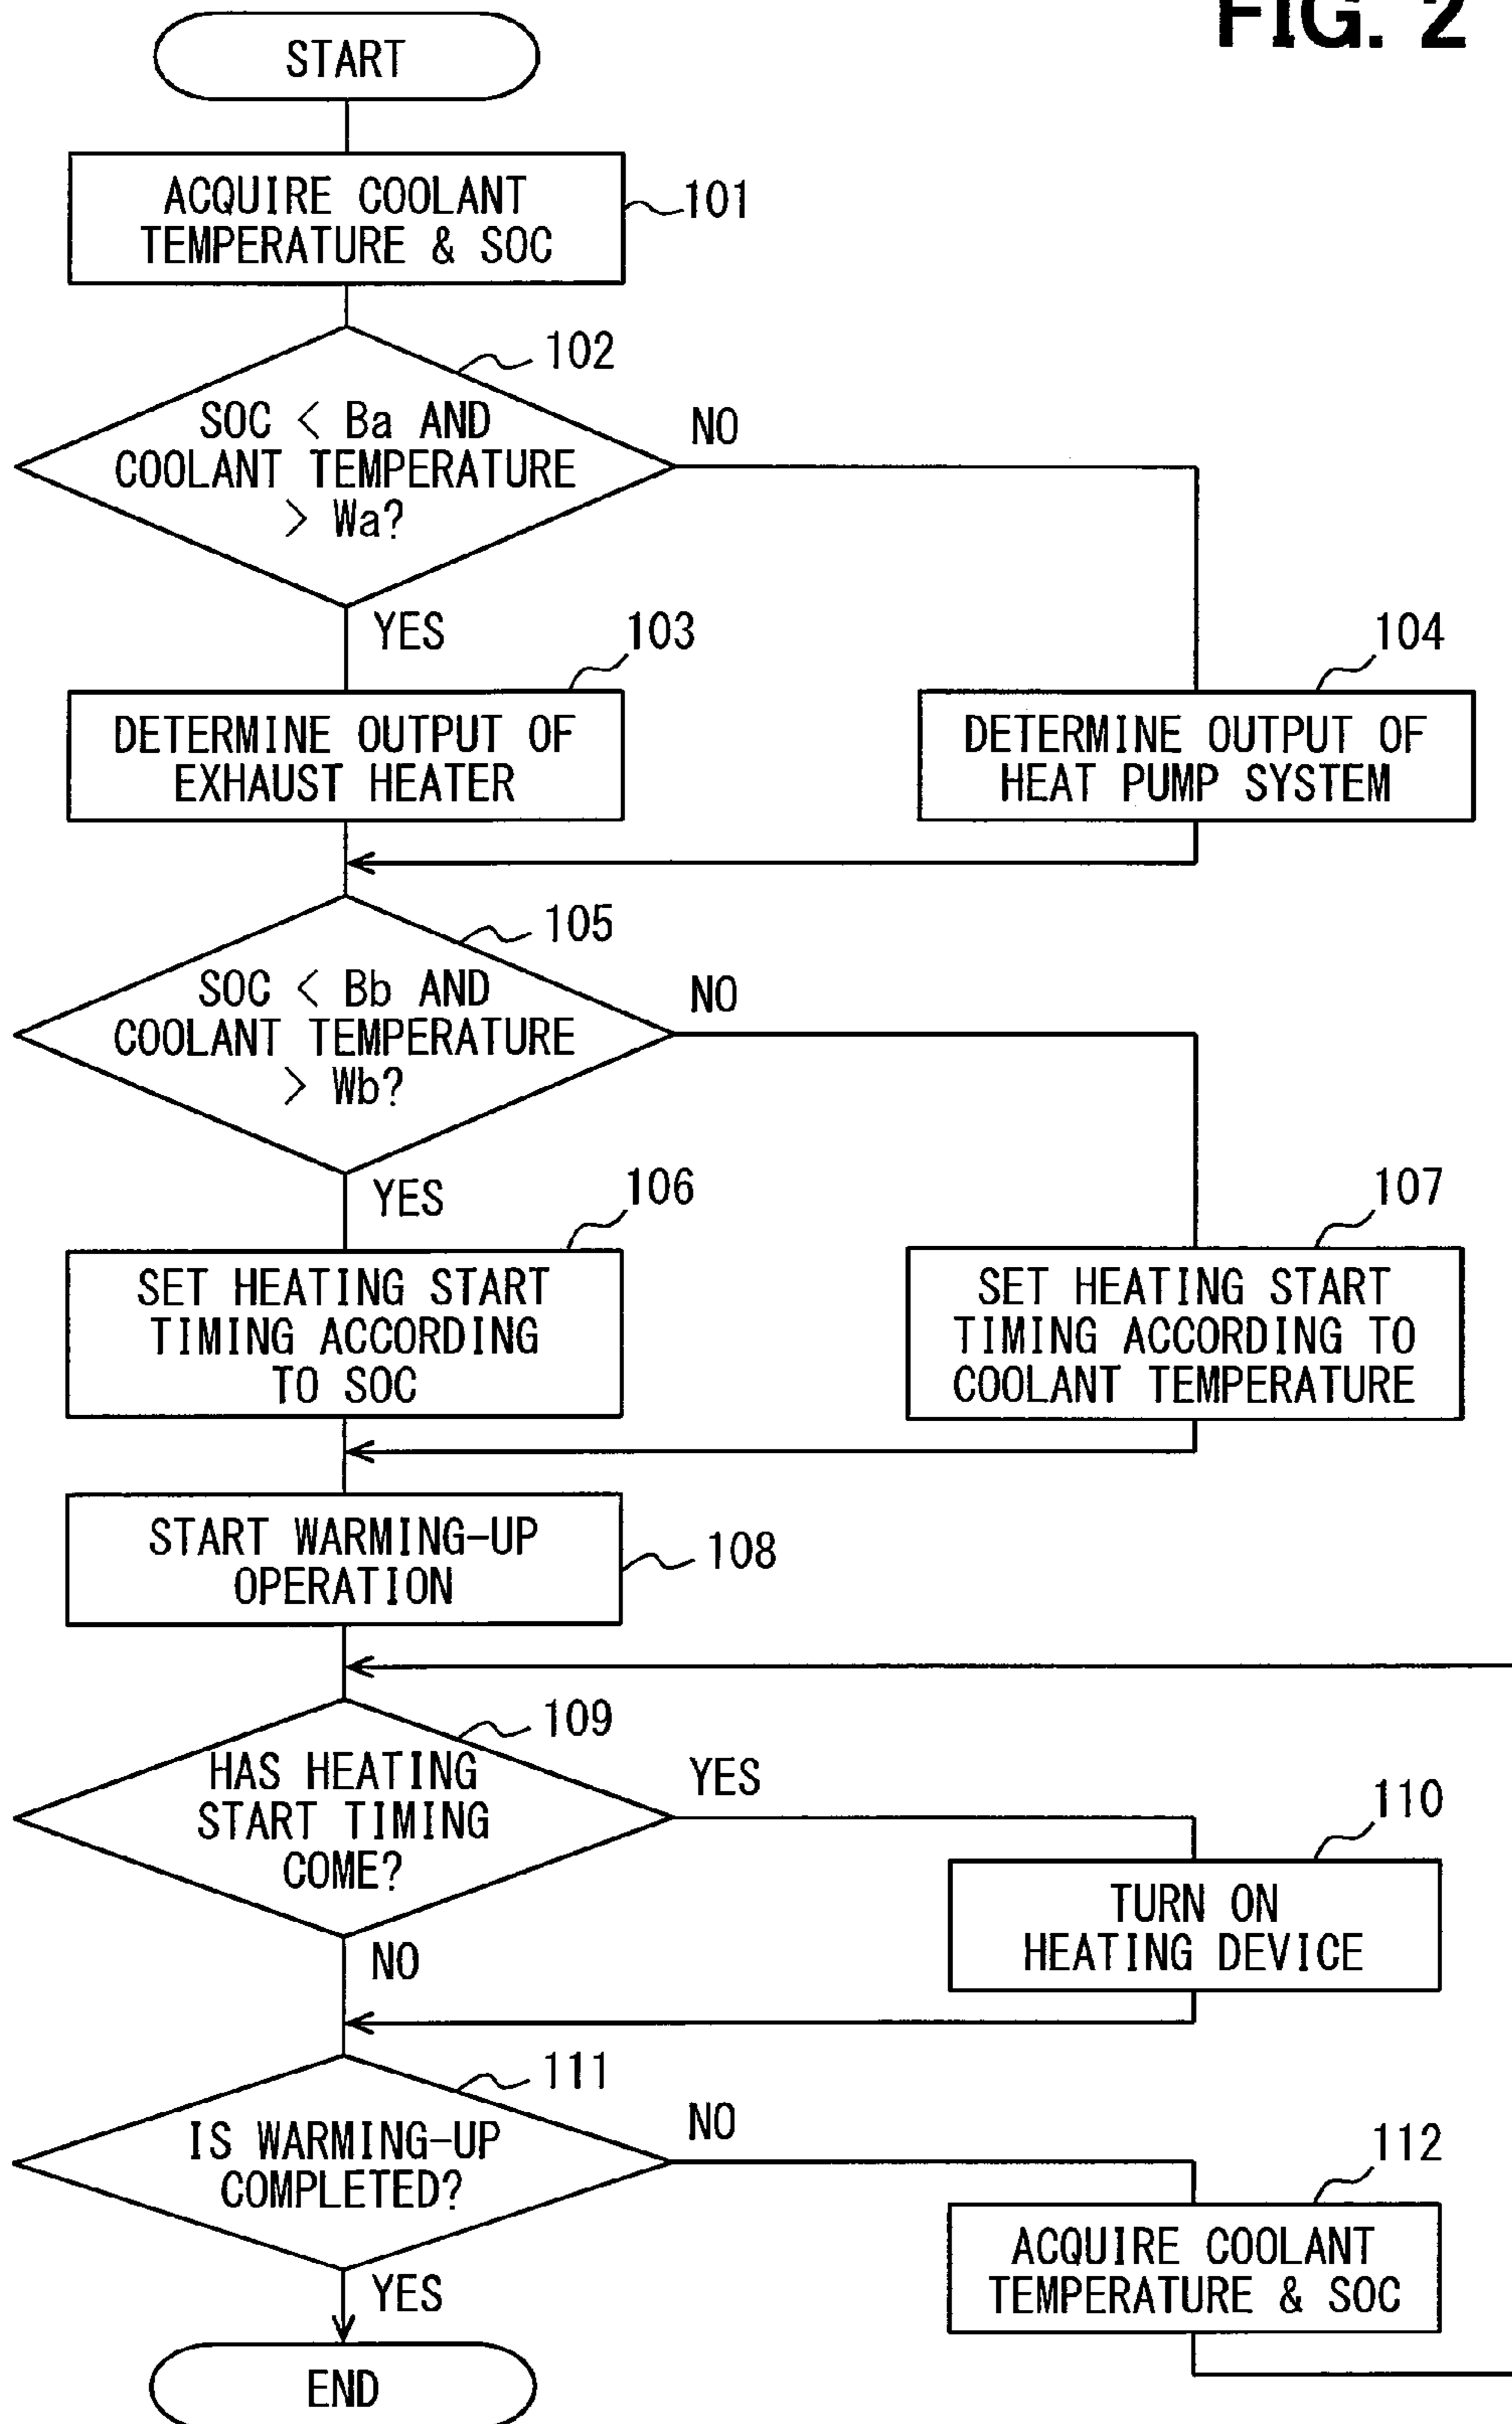 FIG. 2
START
ACQUIRE COOLANT
TEMPERATURE & SOC
101
102
SOC < Ba AND
COOLANT TEMPERATURE
> Wa?
NO
YES
103
DETERMINE OUTPUT OF
EXHAUST HEATER
104
DETERMINE OUTPUT OF
HEAT PUMP SYSTEM
105
SOC < Bb AND
COOLANT TEMPERATURE
> Wb?
NO
YES
106
SET HEATING START
TIMING ACCORDING
TO SOC
107
SET HEATING START
TIMING ACCORDING TO
COOLANT TEMPERATURE
START WARMING-UP
OPERATION
108
109
HAS HEATING
START TIMING
COME?
YES
NO
110
TURN ON
HEATING DEVICE
111
IS WARMING-UP
COMPLETED?
NO
YES
112
ACQUIRE COOLANT
TEMPERATURE & SOC
END